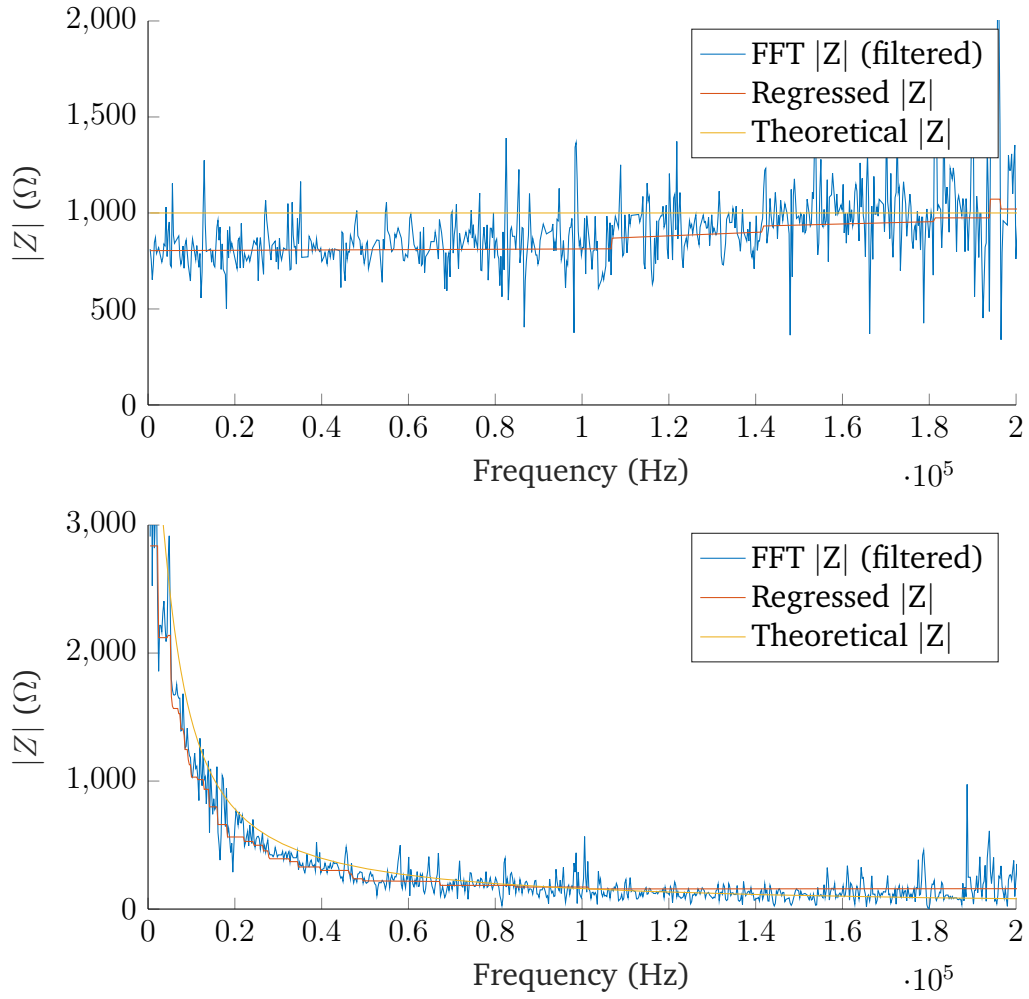 2,000
1,500
1,000
500
0
|Z| (Ω)
FFT |Z| (filtered)
Regressed |Z|
Theoretical |Z|
0 0.2 0.4 0.6 0.8 1 1.2 1.4 1.6 1.8 2
Frequency (Hz)
·10⁵
3,000
2,000
1,000
0
|Z| (Ω)
FFT |Z| (filtered)
Regressed |Z|
Theoretical |Z|
0 0.2 0.4 0.6 0.8 1 1.2 1.4 1.6 1.8 2
Frequency (Hz)
·10⁵